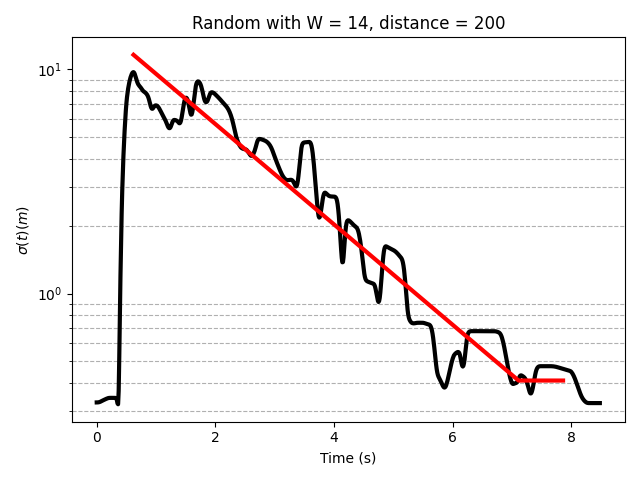 Random with W = 14, distance = 200
10¹
10⁰
σ(t)(m)
0 2 4 6 8
Time (s)